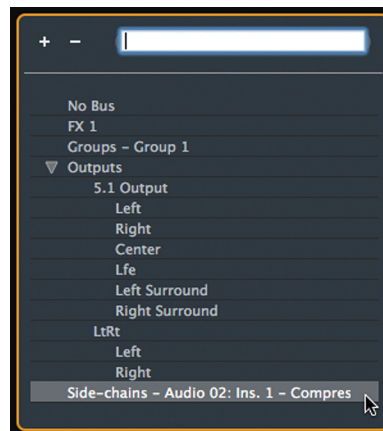 + −
No Bus
FX 1
Groups – Group 1
Outputs
5.1 Output
Left
Right
Center
Lfe
Left Surround
Right Surround
LtRt
Left
Right
Side-chains – Audio 02: Ins. 1 – Compres